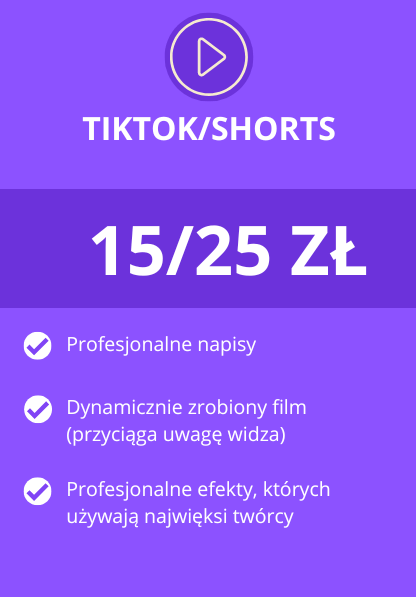 TIKTOK/SHORTS
15/25 ZŁ
Profesjonalne napisy
Dynamicznie zrobiony film
(przyciąga uwagę widza)
Profesjonalne efekty, których
używają najwięksi twórcy